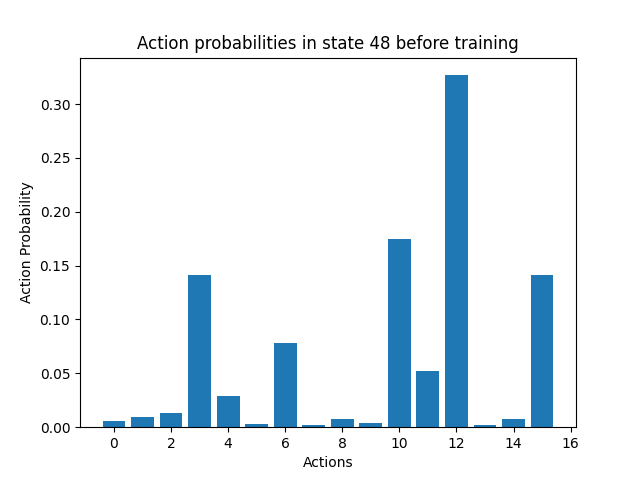 Action probabilities in state 48 before training
0.30
0.25
0.20
0.15
0.10
0.05
0.00
Action Probability
0 2 4 6 8 10 12 14 16
Actions